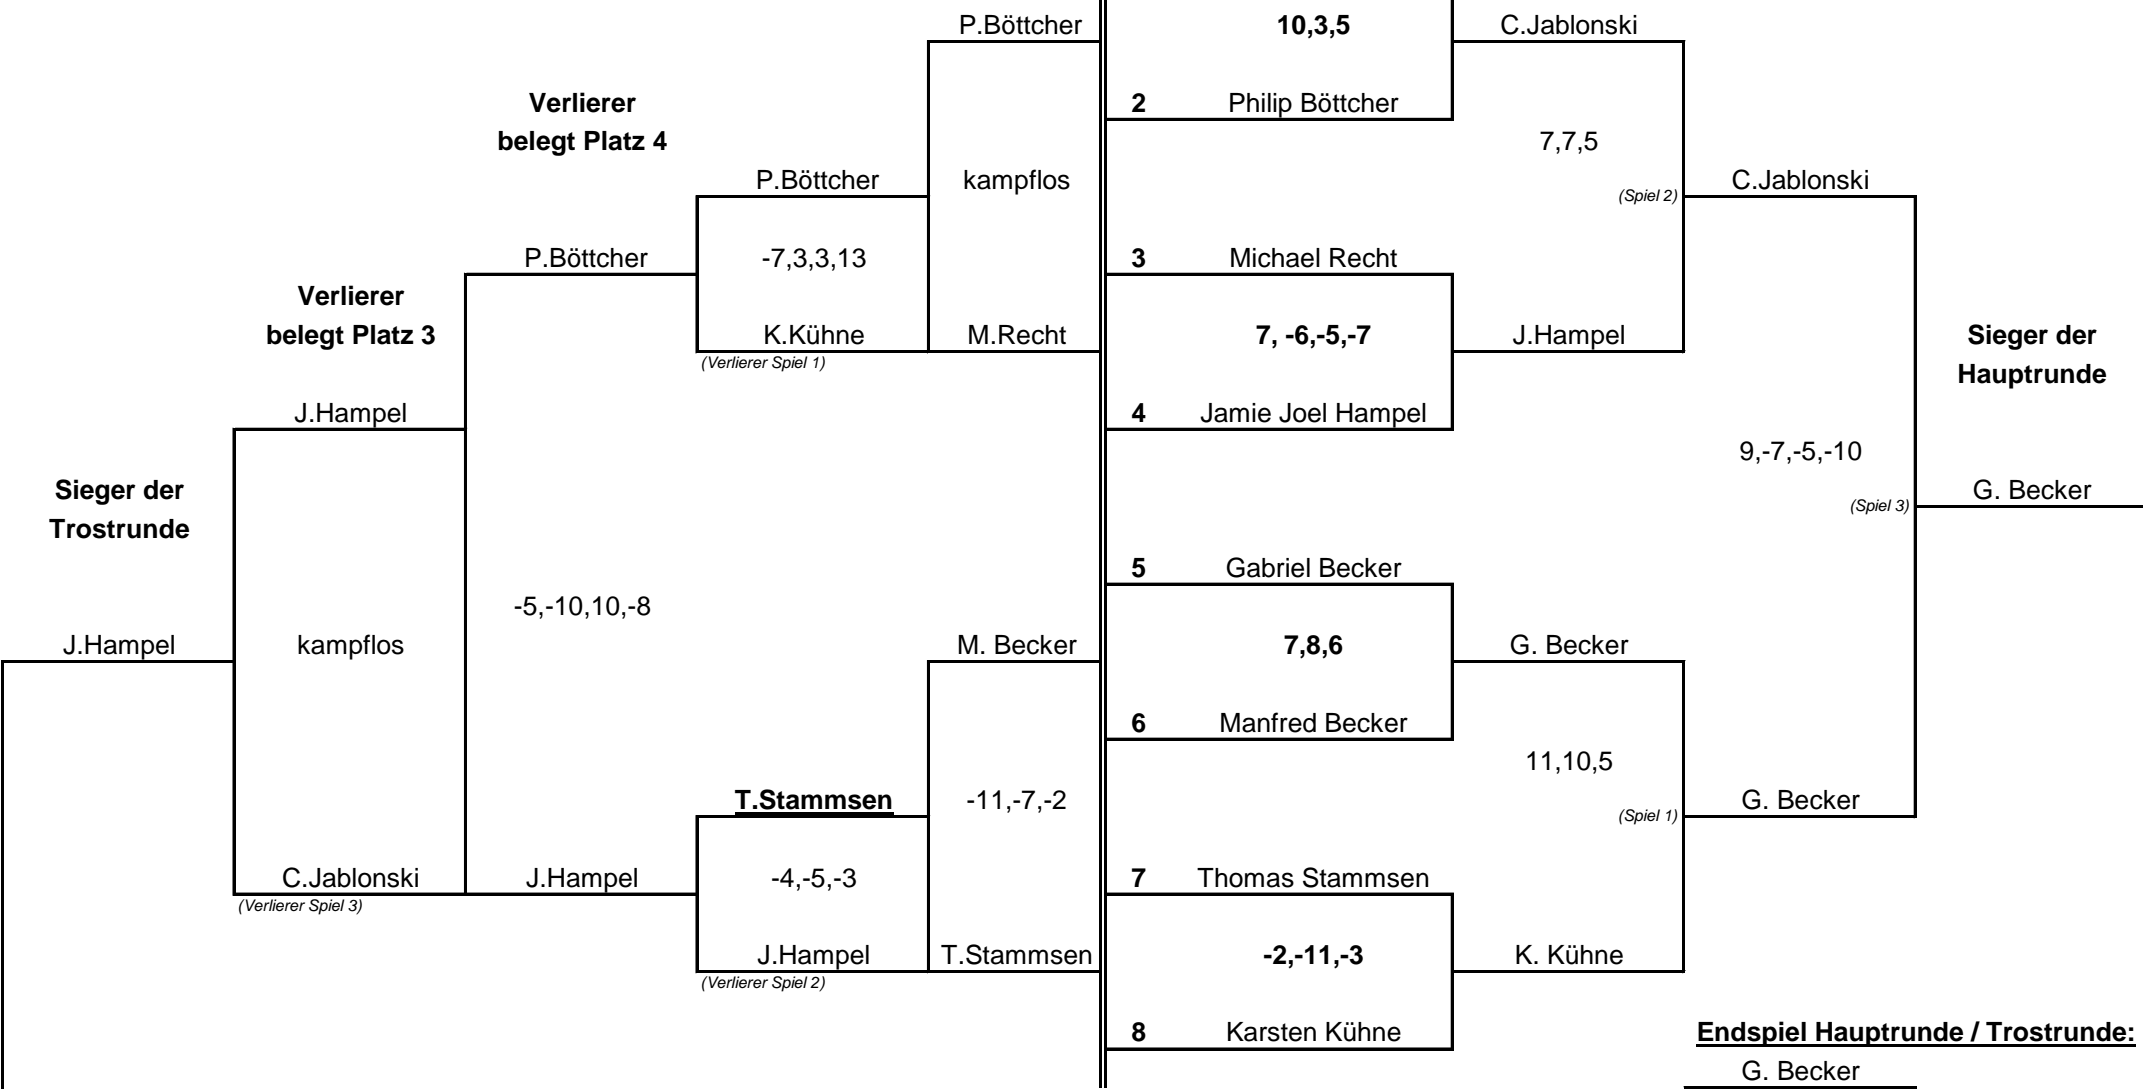 P.Böttcher 10,3,5 C.Jablonski
Verlierer 2 Philip Böttcher
belegt Platz 4 7,7,5
P.Böttcher kampflos C.Jablonski
(Spiel 2)
P.Böttcher -7,3,3,13 3 Michael Recht
Verlierer
belegt Platz 3 K.Kühne M.Recht 7, -6,-5,-7 J.Hampel Sieger der
(Verlierer Spiel 1)
Hauptrunde
J.Hampel 4 Jamie Joel Hampel
9,-7,-5,-10
Sieger der G. Becker
(Spiel 3)
Trostrunde
5 Gabriel Becker
-5,-10,10,-8
J.Hampel kampflos M. Becker 7,8,6 G. Becker
6 Manfred Becker
11,10,5
T.Stammsen -11,-7,-2 G. Becker
(Spiel 1)
C.Jablonski J.Hampel -4,-5,-3 7 Thomas Stammsen
(Verlierer Spiel 3)
J.Hampel T.Stammsen -2,-11,-3 K. Kühne
(Verlierer Spiel 2)
8 Karsten Kühne Endspiel Hauptrunde / Trostrunde:
G. Becker